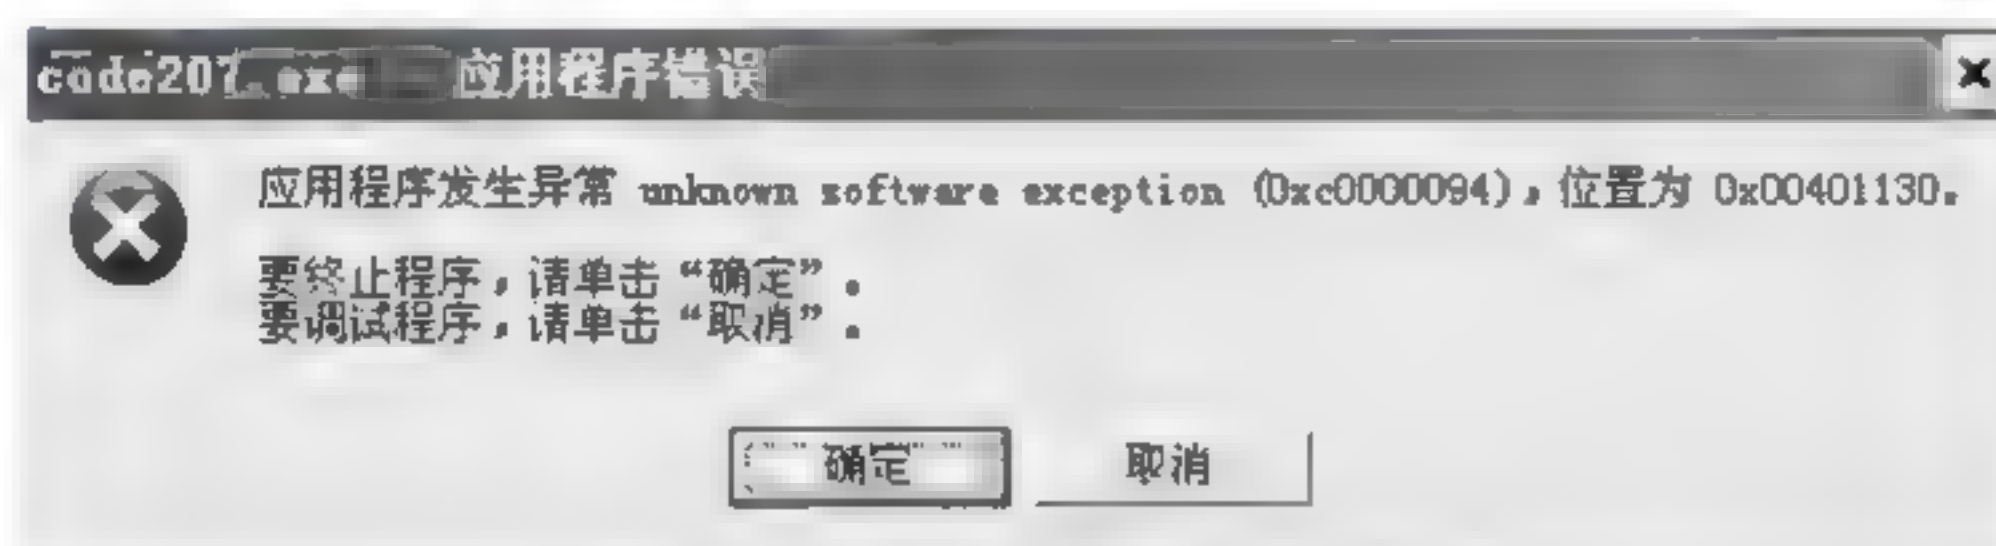 code207.exe - 应用程序错误
应用程序发生异常 unknown software exception (0xc0000094)，位置为 0x00401130。
要终止程序，请单击“确定”。
要调试程序，请单击“取消”。
确定
取消